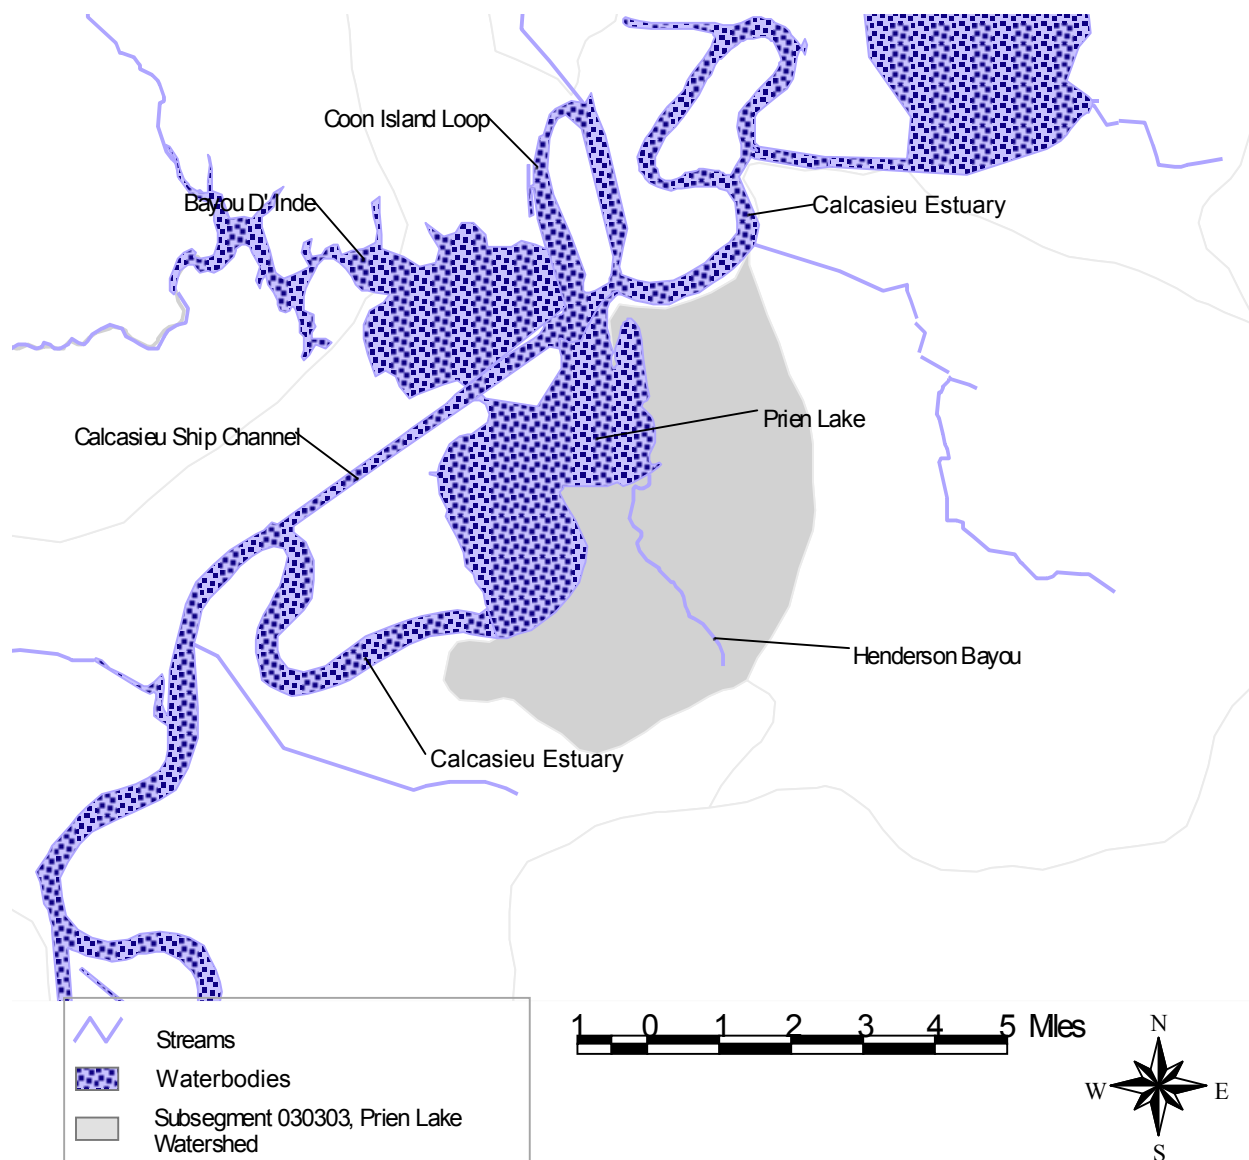 Coon Island Loop
Bayou D' Inde
Calcasieu Estuary
Prien Lake
Calcasieu Ship Channel
Henderson Bayou
Calcasieu Estuary
Streams
Waterbodies
Subsegment 030303, Prien Lake
Watershed
1 0 1 2 3 4 5 Miles
N
W E
S